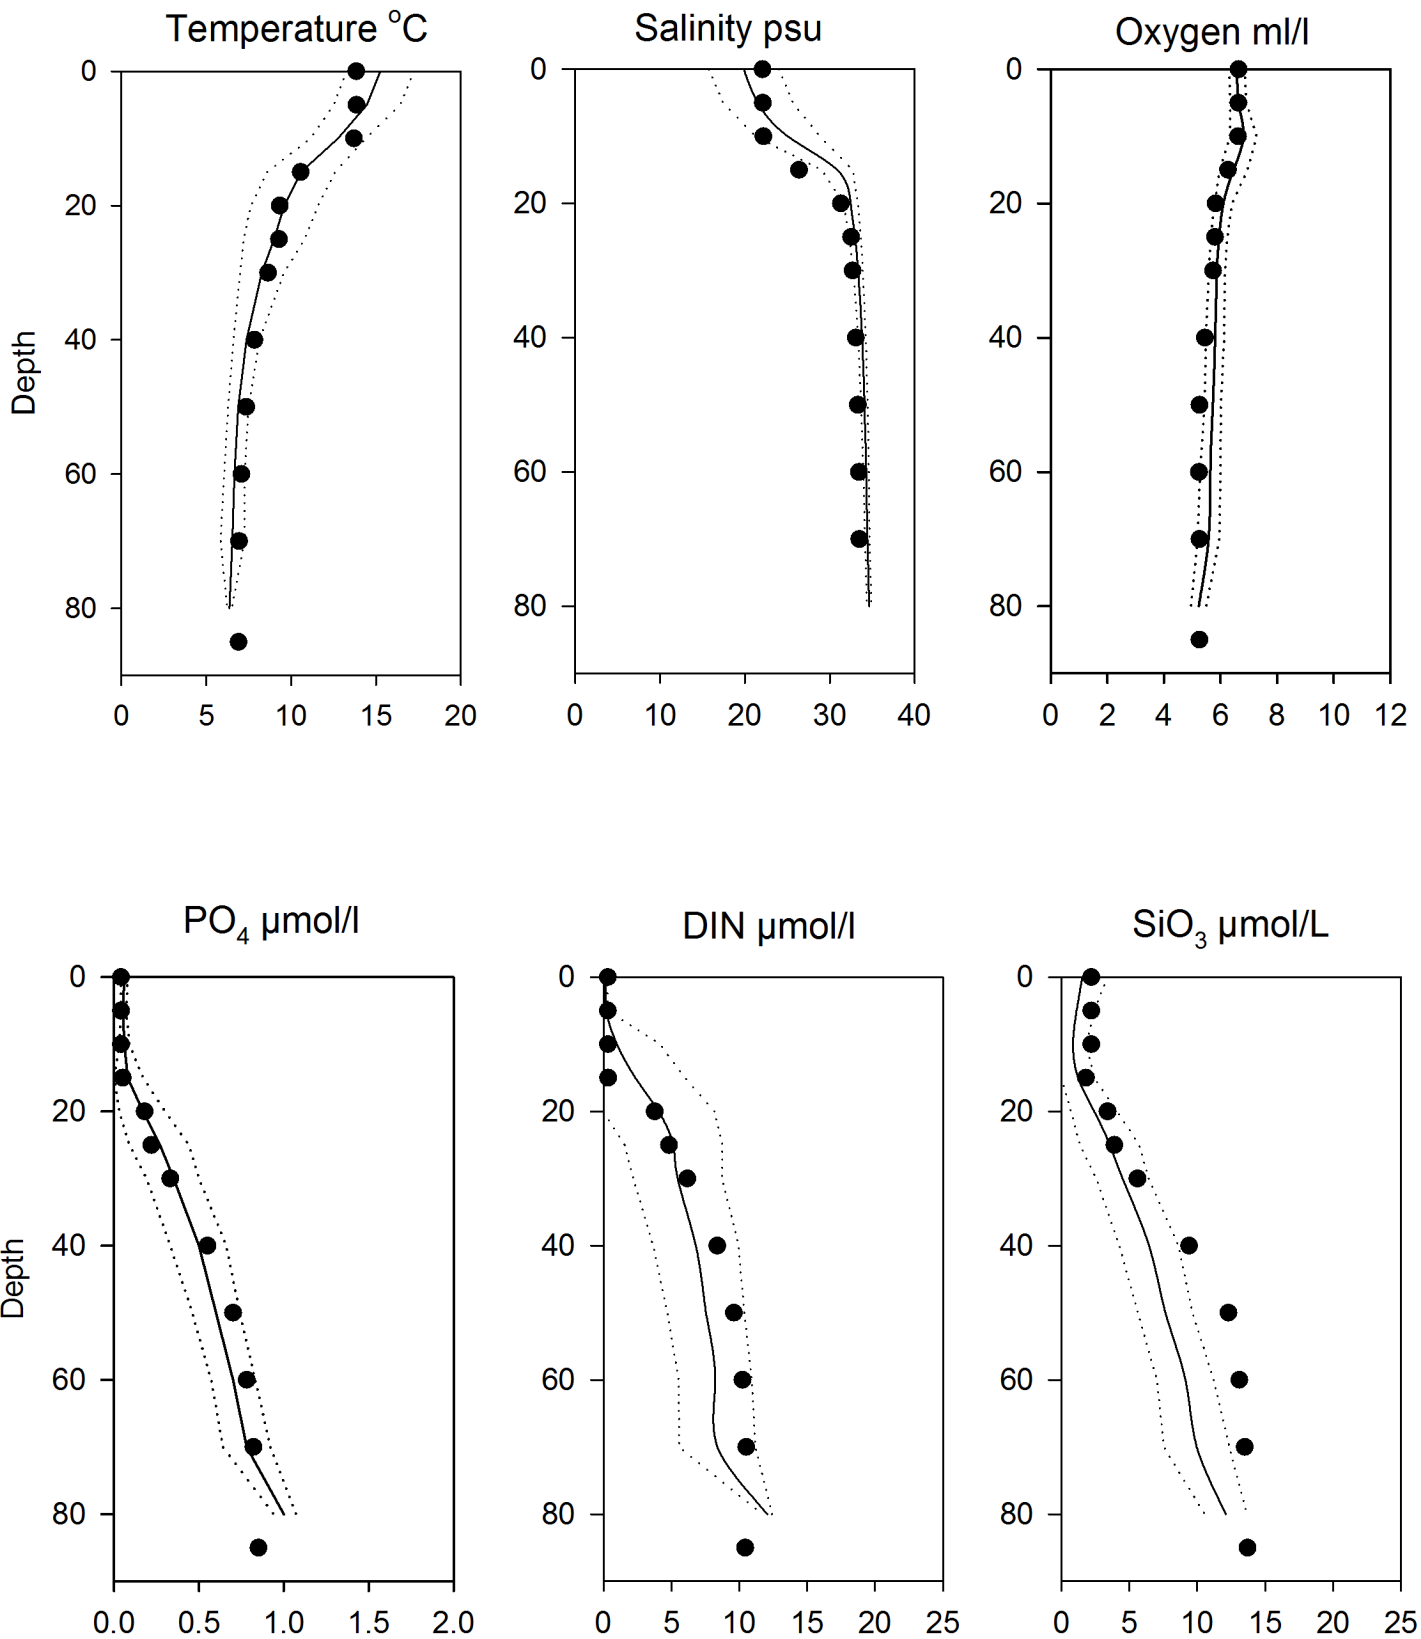 Temperature °C
Salinity psu
Oxygen ml/l
0
20
40
60
80
Depth
0 5 10 15 20
0
20
40
60
80
0 10 20 30 40
0
20
40
60
80
0 2 4 6 8 10 12
PO4 µmol/l
DIN µmol/l
SiO3 µmol/L
0
20
40
60
80
Depth
0.0 0.5 1.0 1.5 2.0
0
20
40
60
80
0 5 10 15 20 25
0
20
40
60
80
0 5 10 15 20 25